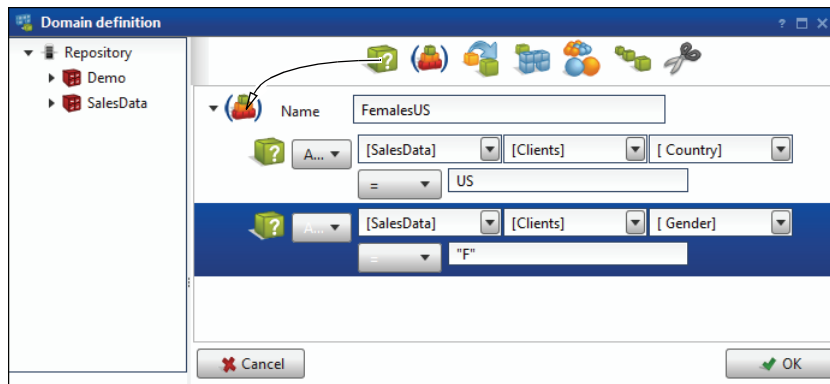 Domain definition
Repository
Demo
SalesData
Name FemalesUS
A... [SalesData] [Clients] [ Country]
= US
A... [SalesData] [Clients] [ Gender]
= "F"
Cancel OK